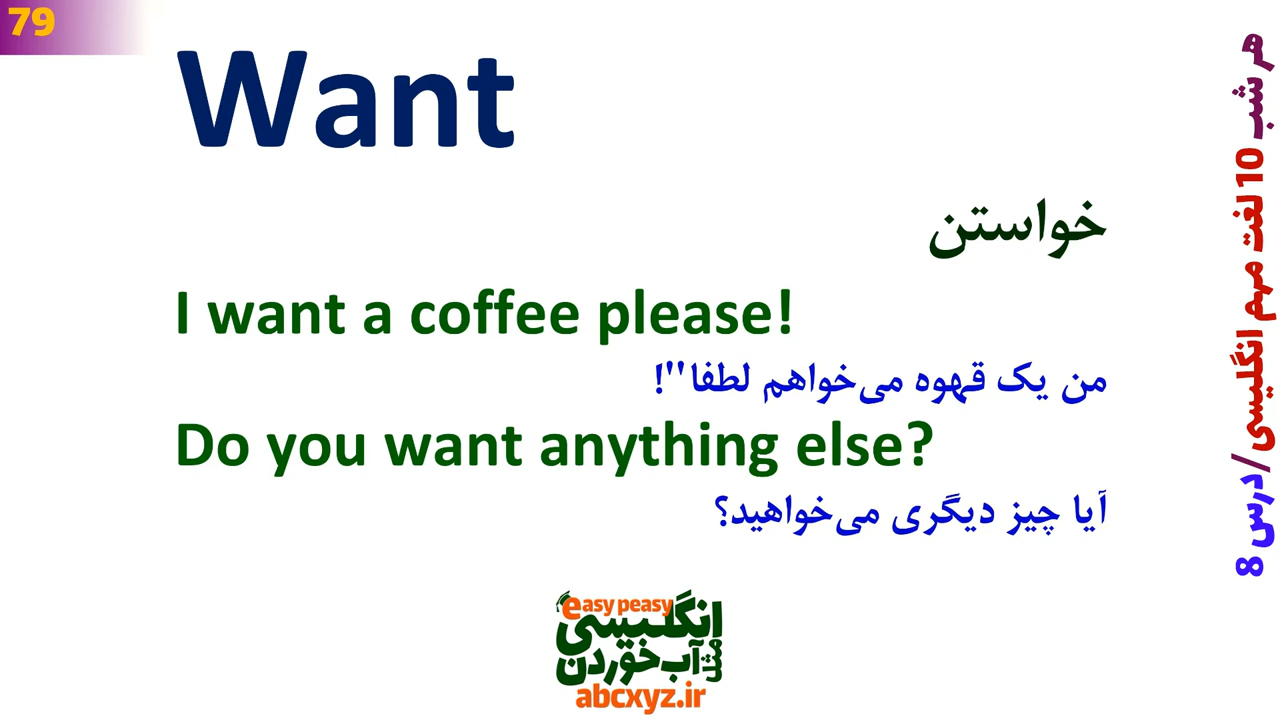 79
Want
خواستن
I want a coffee please!
من یک قهوه می‌خواهم لطفا"!
Do you want anything else?
آیا چیز دیگری می‌خواهید؟
هر شب 10 لغت مهم انگلیسی/درس 8
easy peasy
انگلیسی
مثل آب خوردن
abcxyz.ir